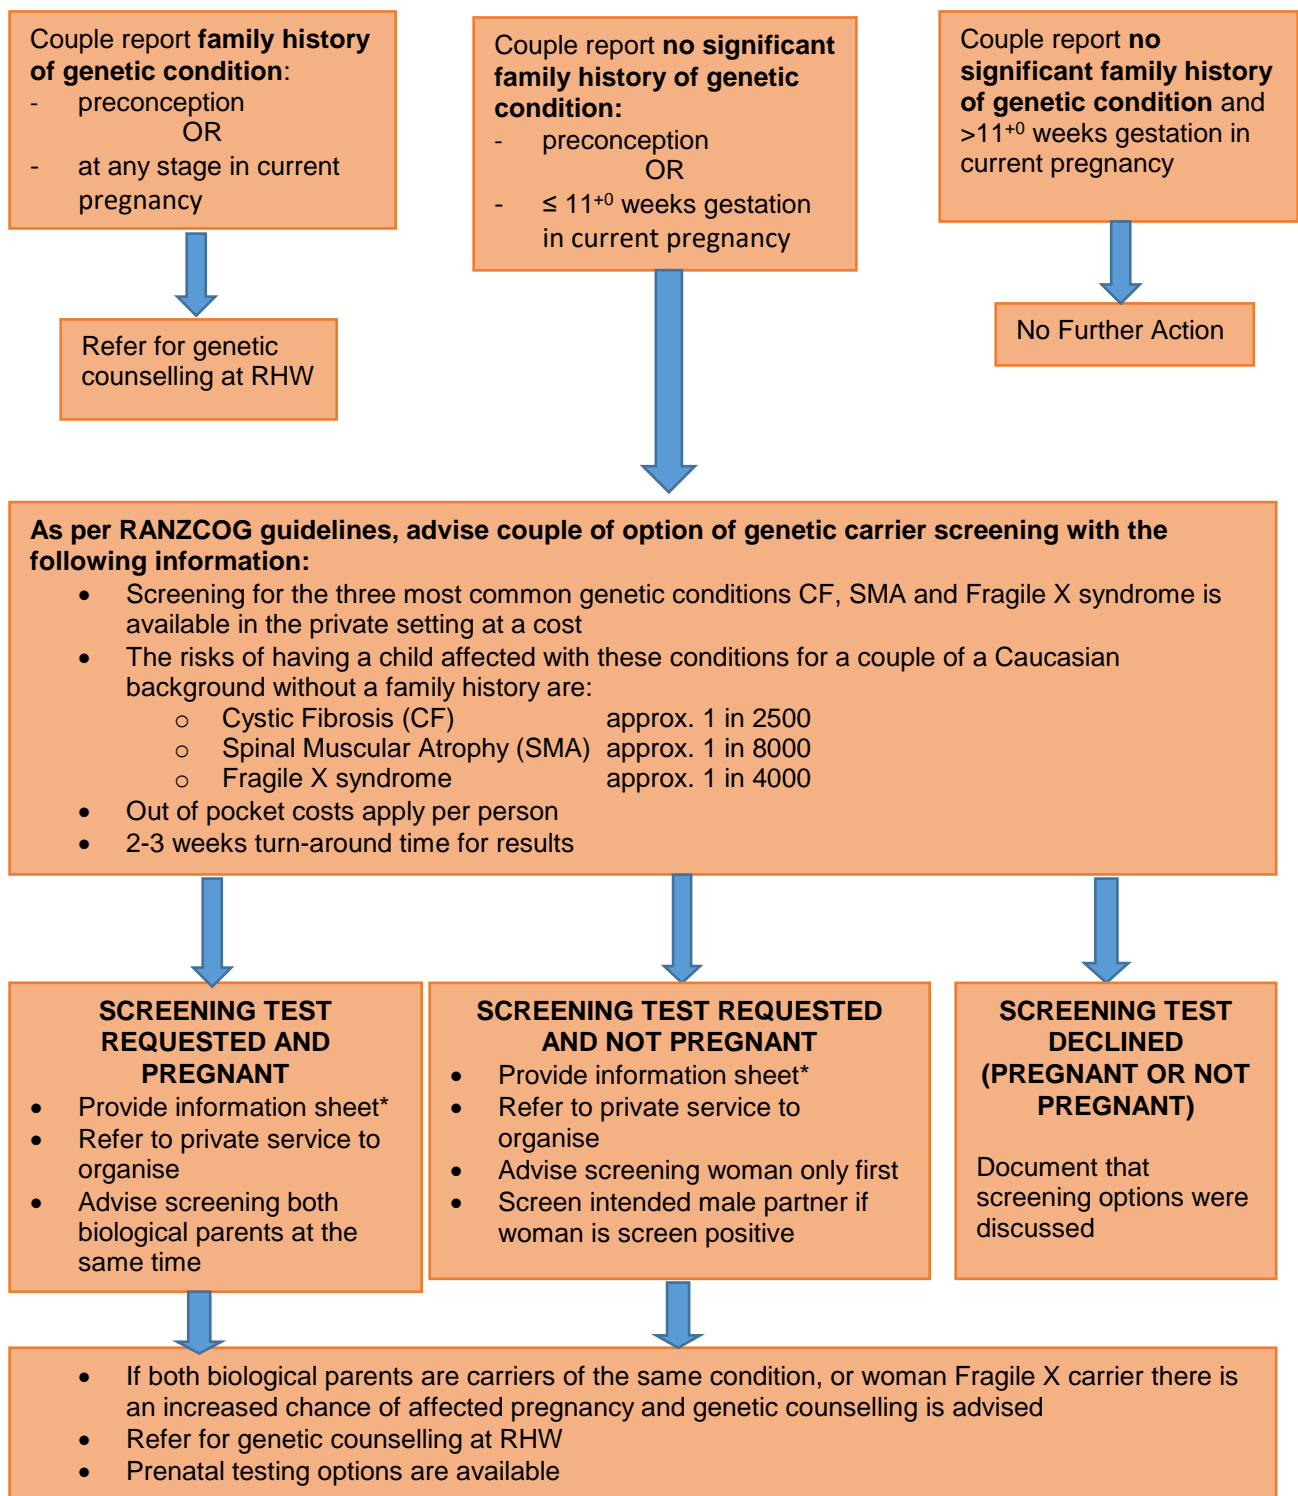 Couple report family history
of genetic condition:
- preconception
OR
- at any stage in current
pregnancy
Couple report no significant
family history of genetic
condition:
- preconception
OR
- ≤ 11+0 weeks gestation
in current pregnancy
Couple report no
significant family history
of genetic condition and
>11+0 weeks gestation in
current pregnancy
Refer for genetic
counselling at RHW
No Further Action
As per RANZCOG guidelines, advise couple of option of genetic carrier screening with the
following information:
• Screening for the three most common genetic conditions CF, SMA and Fragile X syndrome is
available in the private setting at a cost
• The risks of having a child affected with these conditions for a couple of a Caucasian
background without a family history are:
o Cystic Fibrosis (CF) approx. 1 in 2500
o Spinal Muscular Atrophy (SMA) approx. 1 in 8000
o Fragile X syndrome approx. 1 in 4000
• Out of pocket costs apply per person
• 2-3 weeks turn-around time for results
SCREENING TEST
REQUESTED AND
PREGNANT
• Provide information sheet*
• Refer to private service to
organise
• Advise screening both
biological parents at the
same time
SCREENING TEST REQUESTED
AND NOT PREGNANT
• Provide information sheet*
• Refer to private service to
organise
• Advise screening woman only first
• Screen intended male partner if
woman is screen positive
SCREENING TEST
DECLINED
(PREGNANT OR NOT
PREGNANT)
Document that
screening options were
discussed
• If both biological parents are carriers of the same condition, or woman Fragile X carrier there is
an increased chance of affected pregnancy and genetic counselling is advised
• Refer for genetic counselling at RHW
• Prenatal testing options are available